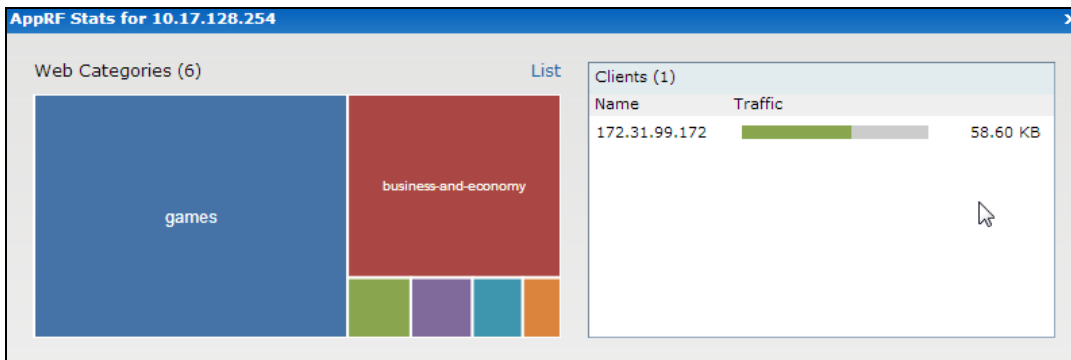 AppRF Stats for 10.17.128.254
Web Categories (6)
List
games
business-and-economy
Clients (1)
Name Traffic
172.31.99.172 58.60 KB